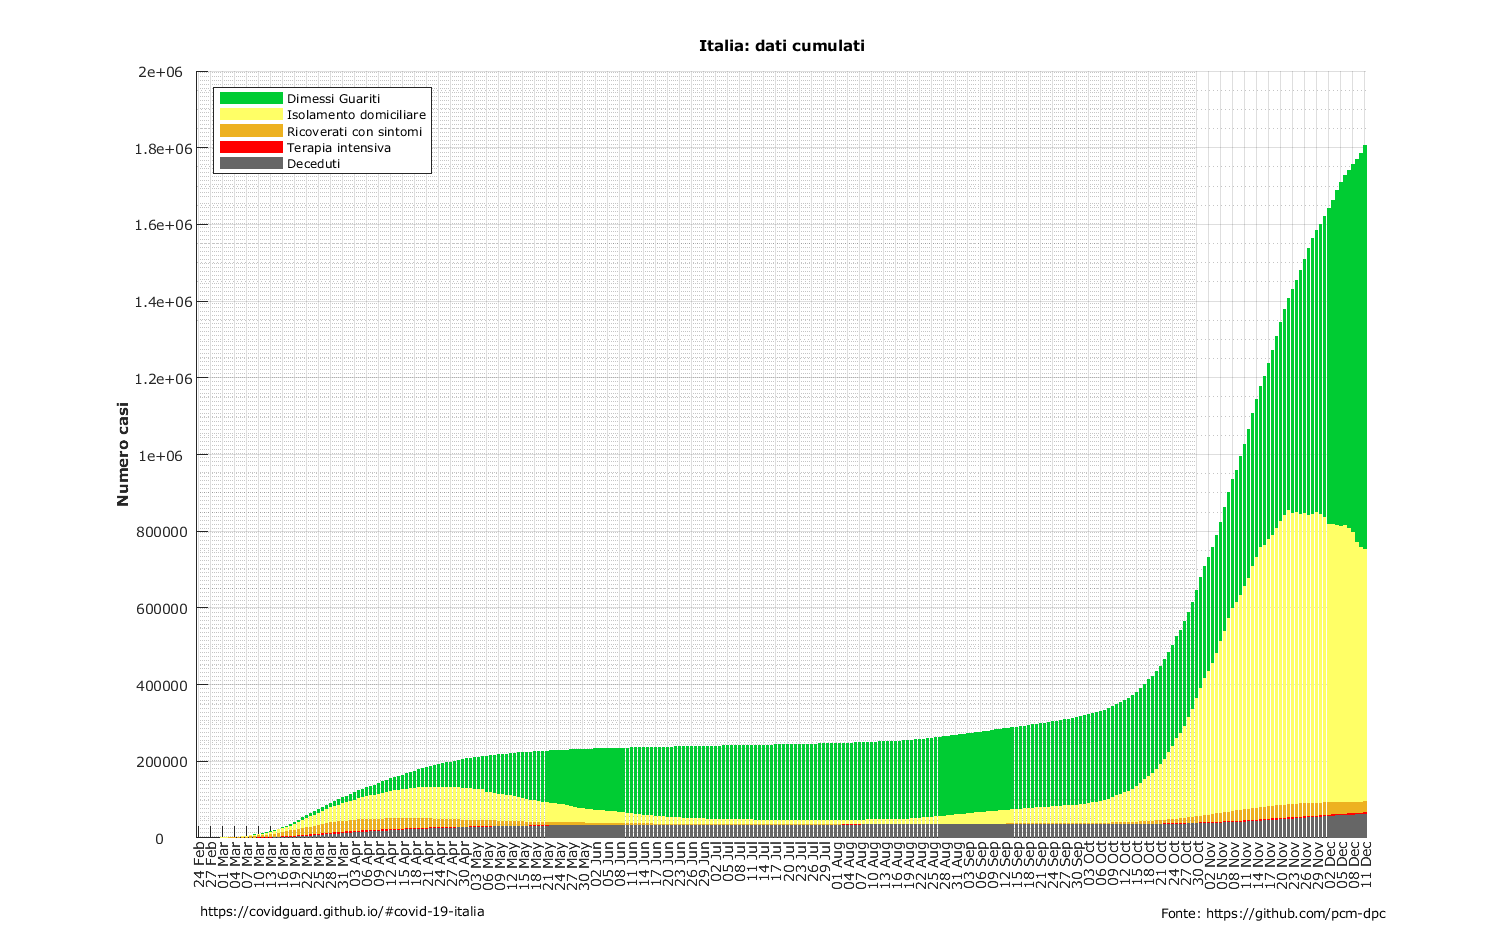 Italia: dati cumulati
Dimessi Guariti
Isolamento domiciliare
Ricoverati con sintomi
Terapia intensiva
Deceduti
Numero casi
2e+06
1.8e+06
1.6e+06
1.4e+06
1.2e+06
1e+06
800000
600000
400000
200000
0
24 Feb
27 Feb
01 Mar
04 Mar
07 Mar
10 Mar
13 Mar
16 Mar
19 Mar
22 Mar
25 Mar
28 Mar
31 Mar
03 Apr
06 Apr
09 Apr
12 Apr
15 Apr
18 Apr
21 Apr
24 Apr
27 Apr
30 Apr
03 May
06 May
09 May
12 May
15 May
18 May
21 May
24 May
27 May
30 May
02 Jun
05 Jun
08 Jun
11 Jun
14 Jun
17 Jun
20 Jun
23 Jun
26 Jun
29 Jun
02 Jul
05 Jul
08 Jul
11 Jul
14 Jul
17 Jul
20 Jul
23 Jul
26 Jul
29 Jul
01 Aug
04 Aug
07 Aug
10 Aug
13 Aug
16 Aug
19 Aug
22 Aug
25 Aug
28 Aug
31 Aug
03 Sep
06 Sep
09 Sep
12 Sep
15 Sep
18 Sep
21 Sep
24 Sep
27 Sep
30 Sep
03 Oct
06 Oct
09 Oct
12 Oct
15 Oct
18 Oct
21 Oct
24 Oct
27 Oct
30 Oct
02 Nov
05 Nov
08 Nov
11 Nov
14 Nov
17 Nov
20 Nov
23 Nov
26 Nov
29 Nov
02 Dec
05 Dec
08 Dec
11 Dec
https://covidguard.github.io/#covid-19-italia
Fonte: https://github.com/pcm-dpc